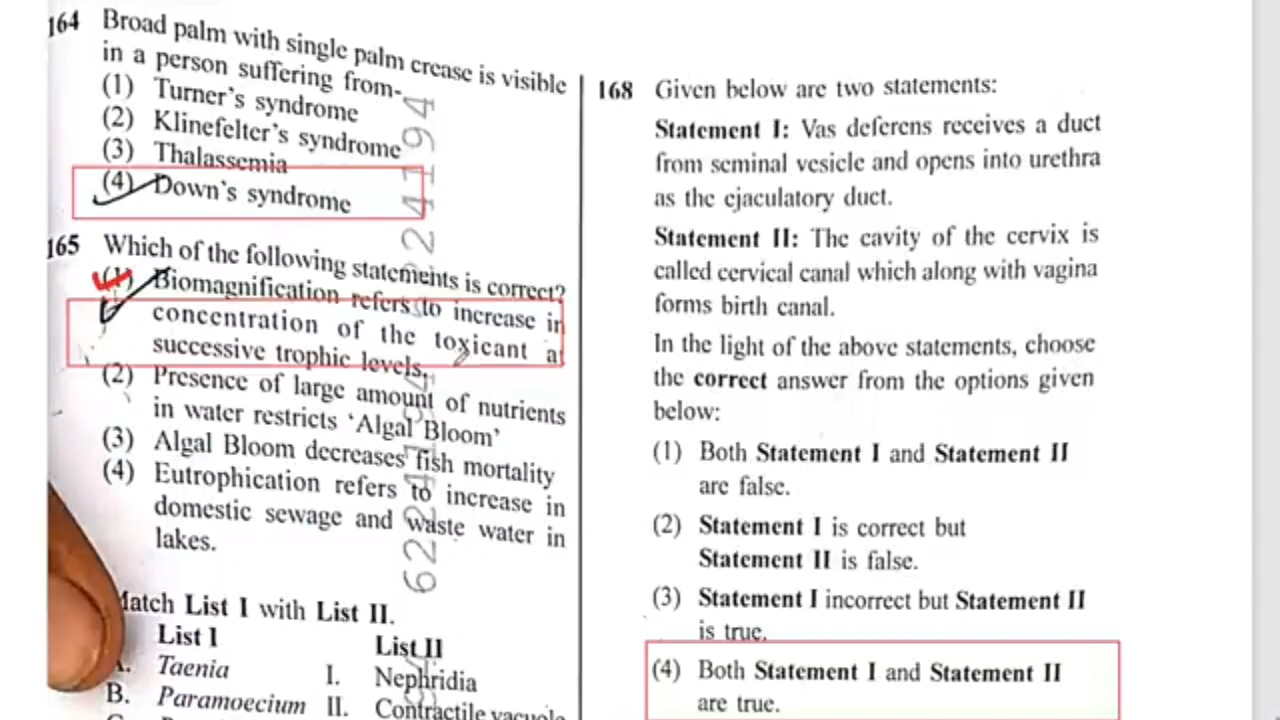 164 Broad palm with single palm crease is visible
in a person suffering from-
(1) Turner's syndrome
(2) Klinefelter's syndrome
(3) Thalassemia
(4) Down's syndrome
165 Which of the following statements is correct?
(1) Biomagnification refers to increase in
concentration of the toxicant at
successive trophic levels.
(2) Presence of large amount of nutrients
in water restricts 'Algal Bloom'
(3) Algal Bloom decreases fish mortality
(4) Eutrophication refers to increase in
domestic sewage and waste water in
lakes.
Match List I with List II.
List I List II
A. Taenia I. Nephridia
B. Paramoecium II. Contractile vacuole
168 Given below are two statements:
Statement I: Vas deferens receives a duct
from seminal vesicle and opens into urethra
as the ejaculatory duct.
Statement II: The cavity of the cervix is
called cervical canal which along with vagina
forms birth canal.
In the light of the above statements, choose
the correct answer from the options given
below:
(1) Both Statement I and Statement II
are false.
(2) Statement I is correct but
Statement II is false.
(3) Statement I incorrect but Statement II
is true.
(4) Both Statement I and Statement II
are true.